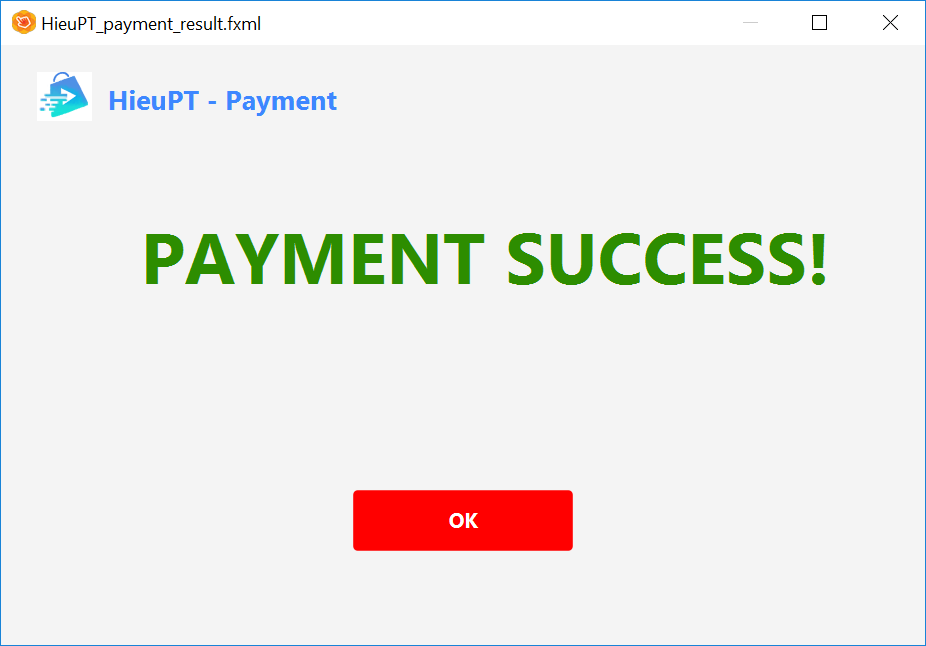 HieuPT_payment_result.fxml
HieuPT - Payment
PAYMENT SUCCESS!
OK